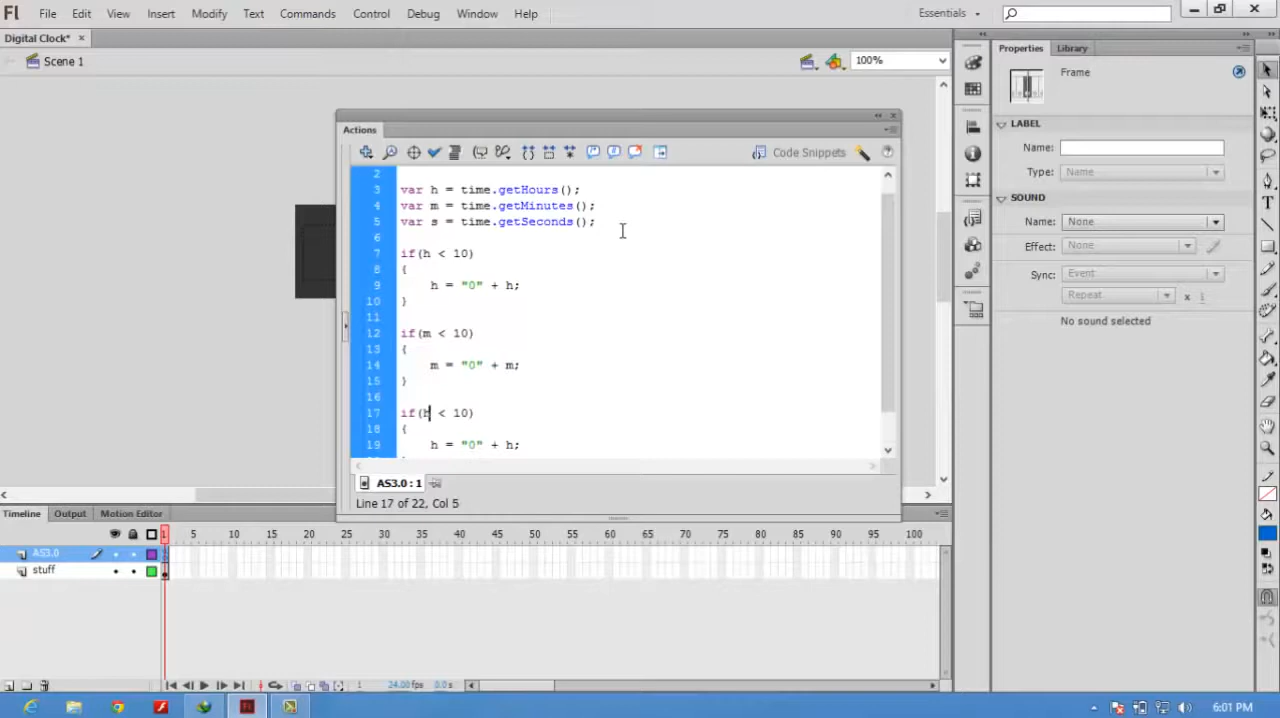 Fl File Edit View Insert Modify Text Commands Control Debug Window Help Essentials
Digital Clock* ×
Scene 1 100%
Properties Library
Frame
LABEL
Name:
Type: Name
SOUND
Name: None
Effect: None
Sync: Event
Repeat x 1
No sound selected
Actions
Code Snippets
2
3 var h = time.getHours();
4 var m = time.getMinutes();
5 var s = time.getSeconds();
6
7 if(h < 10)
8 {
9 h = "0" + h;
10 }
11
12 if(m < 10)
13 {
14 m = "0" + m;
15 }
16
17 if(h < 10)
18 {
19 h = "0" + h;
AS3.0 : 1
Line 17 of 22, Col 5
Timeline Output Motion Editor
1 5 10 15 20 25 30 35 40 45 50 55 60 65 70 75 80 85 90 95 100
AS3.0
stuff
1 24.00 fps 0.0 s
6:01 PM